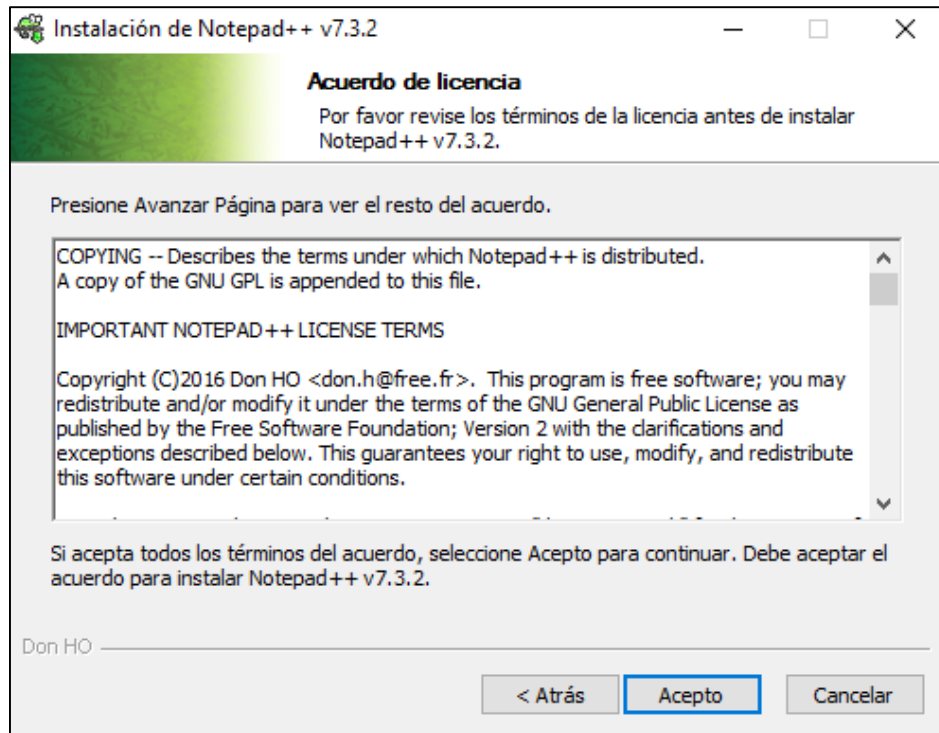 Instalación de Notepad++ v7.3.2
Acuerdo de licencia
Por favor revise los términos de la licencia antes de instalar
Notepad++ v7.3.2.
Presione Avanzar Página para ver el resto del acuerdo.
COPYING -- Describes the terms under which Notepad++ is distributed.
A copy of the GNU GPL is appended to this file.
IMPORTANT NOTEPAD++ LICENSE TERMS
Copyright (C)2016 Don HO <don.h@free.fr>.  This program is free software; you may
redistribute and/or modify it under the terms of the GNU General Public License as
published by the Free Software Foundation; Version 2 with the clarifications and
exceptions described below. This guarantees your right to use, modify, and redistribute
this software under certain conditions.
Si acepta todos los términos del acuerdo, seleccione Acepto para continuar. Debe aceptar el
acuerdo para instalar Notepad++ v7.3.2.
Don HO
< Atrás
Acepto
Cancelar